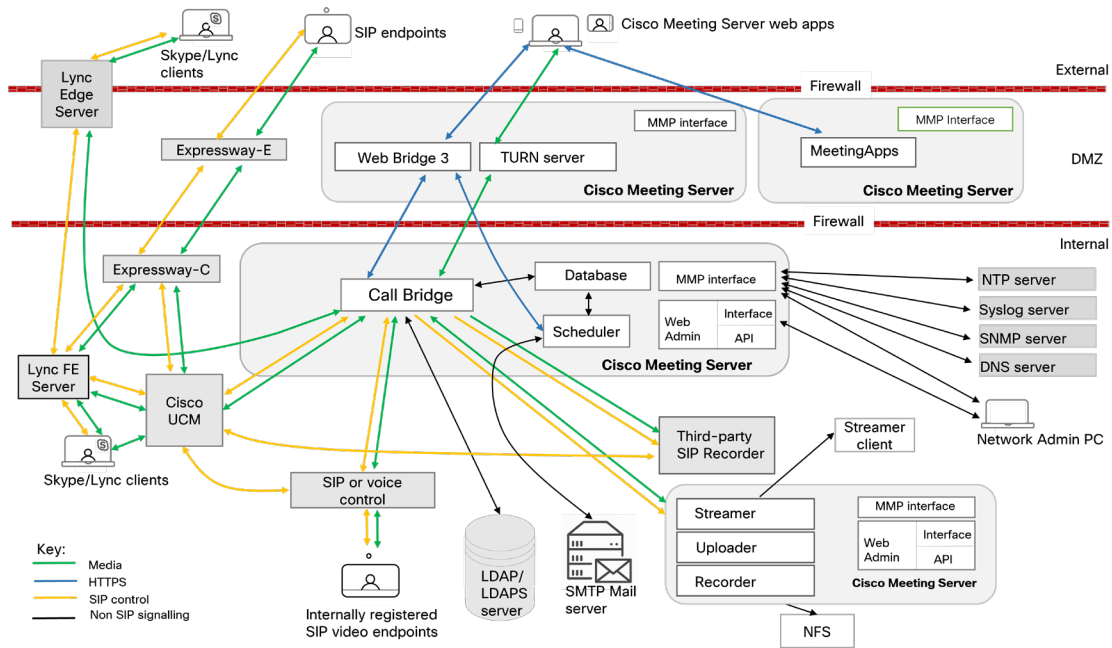 Skype/Lync
clients
SIP endpoints
Cisco Meeting Server web apps
External
Lync
Edge
Server
Firewall
MMP interface
MMP Interface
Expressway-E
Web Bridge 3
TURN server
MeetingApps
DMZ
Cisco Meeting Server
Cisco Meeting Server
Firewall
Internal
Expressway-C
Database
MMP interface
NTP server
Call Bridge
Syslog server
Scheduler
Web
Admin
Interface
API
SNMP server
Cisco Meeting Server
DNS server
Lync FE
Server
Cisco
UCM
Network Admin PC
Third-party
SIP Recorder
Streamer
client
Skype/Lync clients
SIP or voice
control
Streamer
MMP interface
Uploader
Web
Admin
Interface
API
Recorder
Cisco Meeting Server
Key:
Media
HTTPS
SIP control
Non SIP signalling
LDAP/
LDAPS
server
SMTP Mail
server
Internally registered
SIP video endpoints
NFS